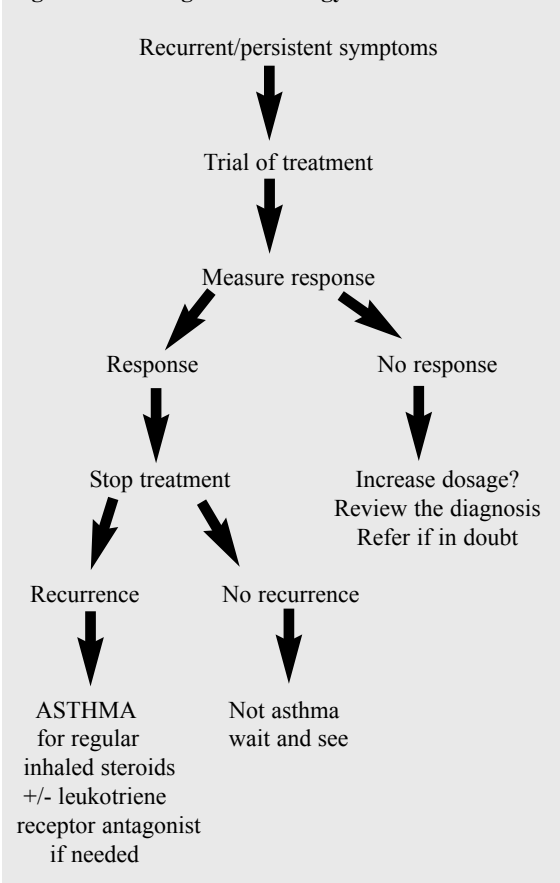 Recurrent/persistent symptoms
Trial of treatment
Measure response
Response
No response
Stop treatment
Increase dosage?
Review the diagnosis
Refer if in doubt
Recurrence
No recurrence
ASTHMA
for regular
inhaled steroids
+/- leukotriene
receptor antagonist
if needed
Not asthma
wait and see